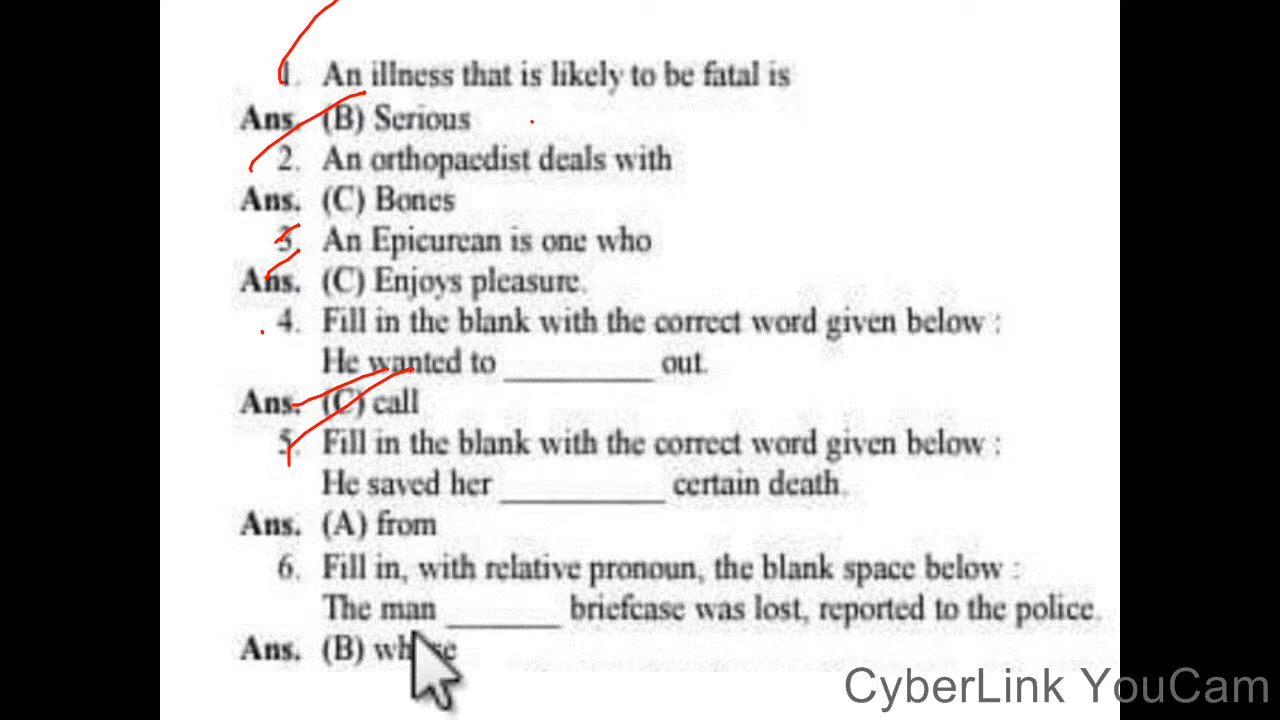 1. An illness that is likely to be fatal is
Ans. (B) Serious
2. An orthopaedist deals with
Ans. (C) Bones
3. An Epicurean is one who
Ans. (C) Enjoys pleasure.
4. Fill in the blank with the correct word given below :
He wanted to __________ out.
Ans. (C) call
5. Fill in the blank with the correct word given below :
He saved her ___________ certain death.
Ans. (A) from
6. Fill in, with relative pronoun, the blank space below :
The man ________ briefcase was lost, reported to the police.
Ans. (B)
CyberLink YouCam